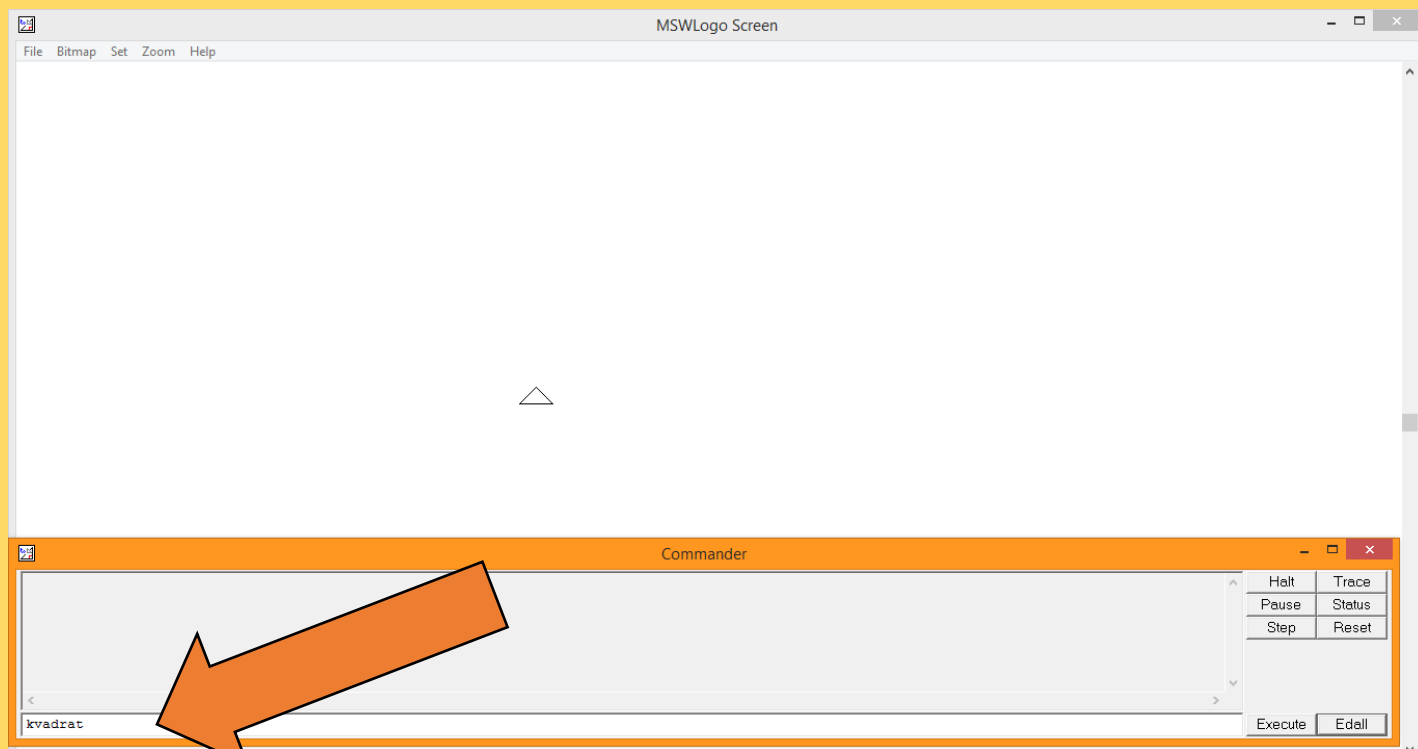 MSWLogo Screen
File Bitmap Set Zoom Help
Commander
Halt Trace
Pause Status
Step Reset
kvadrat
Execute Edall